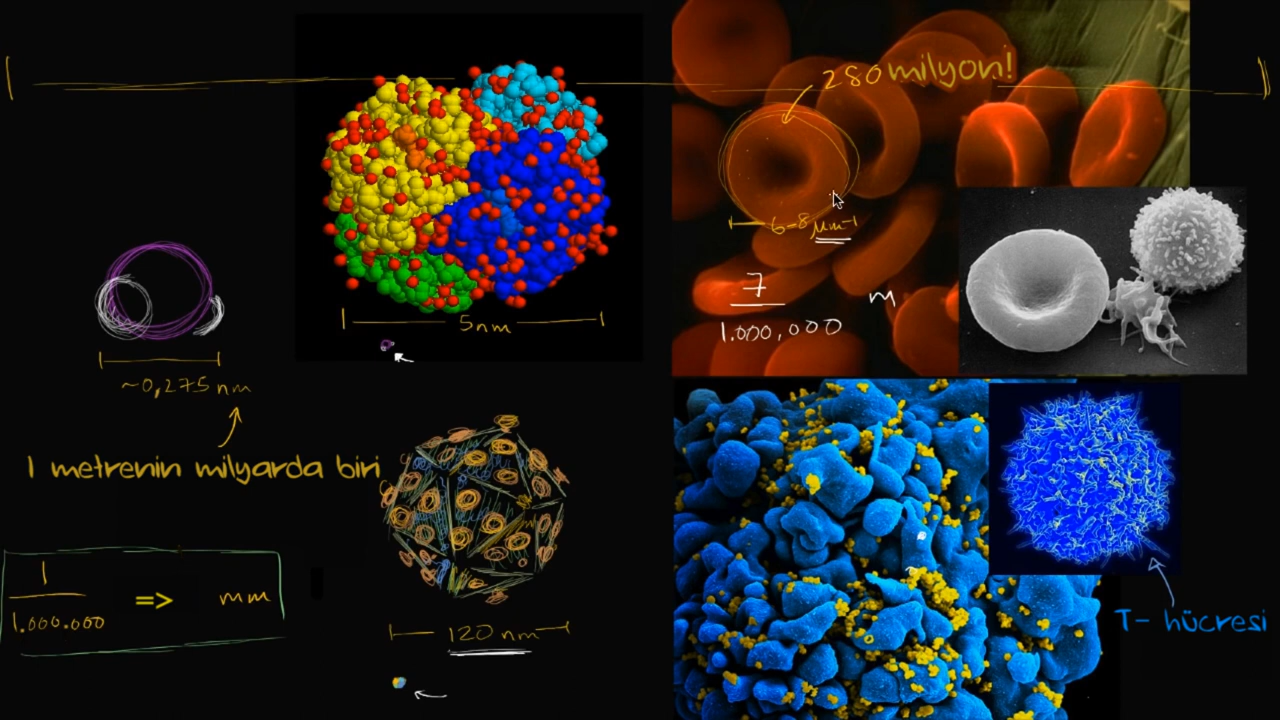 280 milyon!
5nm
6-8 μm
7
1.000,000
m
~0,275 nm
1 metrenin milyarda biri
1
1.000.000
=> mm
120 nm
T- hücresi